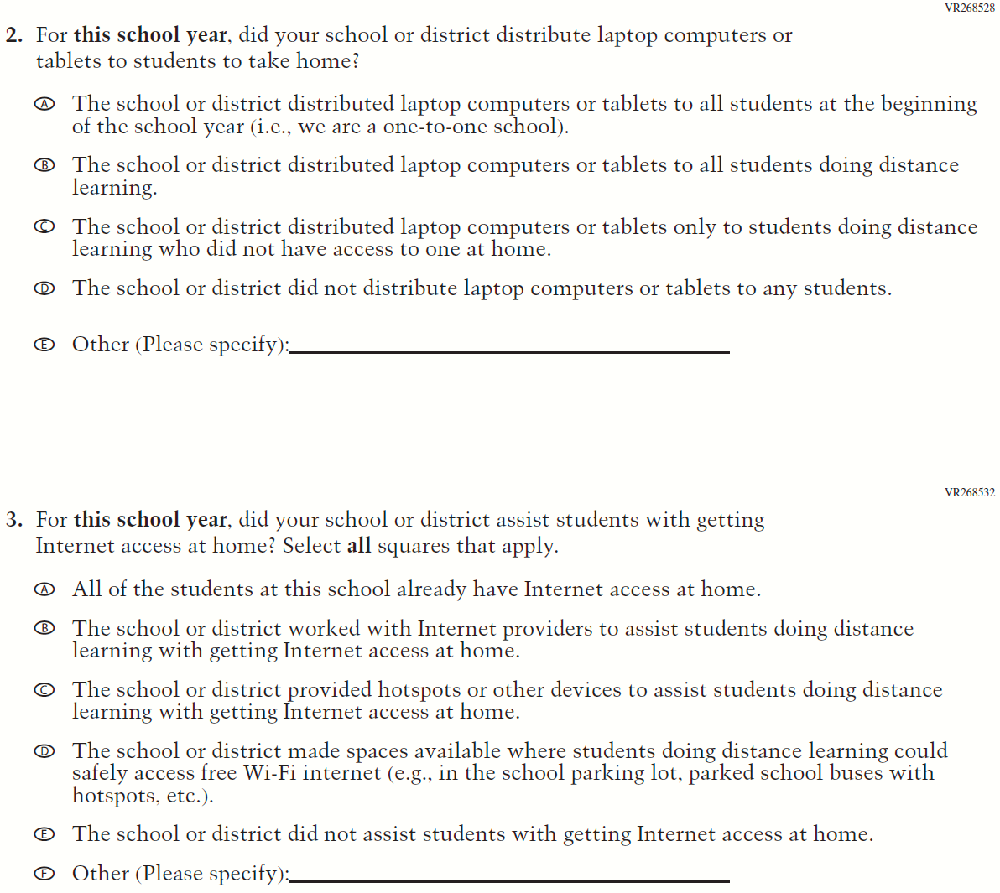 VR268528
2. For this school year, did your school or district distribute laptop computers or
tablets to students to take home?
A The school or district distributed laptop computers or tablets to all students at the beginning
of the school year (i.e., we are a one-to-one school).
B The school or district distributed laptop computers or tablets to all students doing distance
learning.
C The school or district distributed laptop computers or tablets only to students doing distance
learning who did not have access to one at home.
D The school or district did not distribute laptop computers or tablets to any students.
E Other (Please specify):
VR268532
3. For this school year, did your school or district assist students with getting
Internet access at home? Select all squares that apply.
A All of the students at this school already have Internet access at home.
B The school or district worked with Internet providers to assist students doing distance
learning with getting Internet access at home.
C The school or district provided hotspots or other devices to assist students doing distance
learning with getting Internet access at home.
D The school or district made spaces available where students doing distance learning could
safely access free Wi-Fi internet (e.g., in the school parking lot, parked school buses with
hotspots, etc.).
E The school or district did not assist students with getting Internet access at home.
F Other (Please specify):